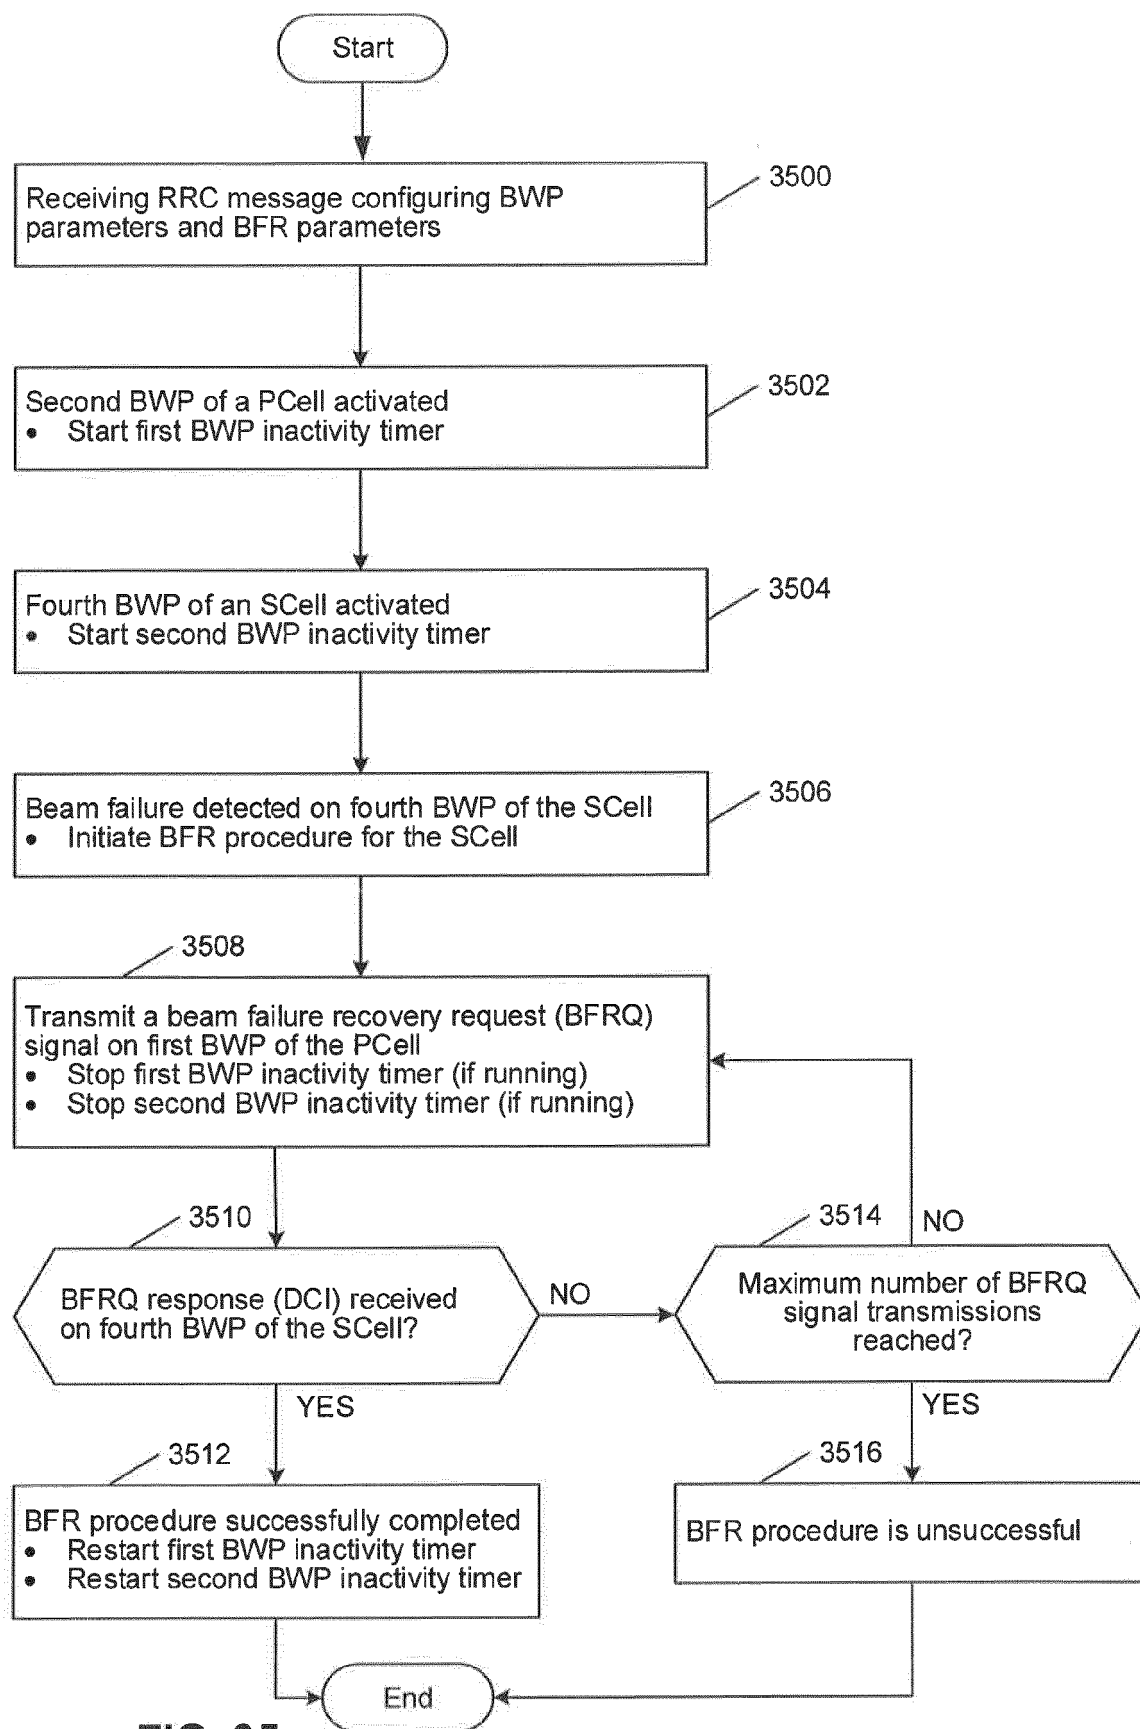 Start
Receiving RRC message configuring BWP
parameters and BFR parameters
3500
Second BWP of a PCell activated
• Start first BWP inactivity timer
3502
Fourth BWP of an SCell activated
• Start second BWP inactivity timer
3504
Beam failure detected on fourth BWP of the SCell
• Initiate BFR procedure for the SCell
3506
3508
Transmit a beam failure recovery request (BFRQ)
signal on first BWP of the PCell
• Stop first BWP inactivity timer (if running)
• Stop second BWP inactivity timer (if running)
3510
BFRQ response (DCI) received
on fourth BWP of the SCell?
NO
3514
NO
Maximum number of BFRQ
signal transmissions
reached?
YES
YES
3512
BFR procedure successfully completed
• Restart first BWP inactivity timer
• Restart second BWP inactivity timer
3516
BFR procedure is unsuccessful
End